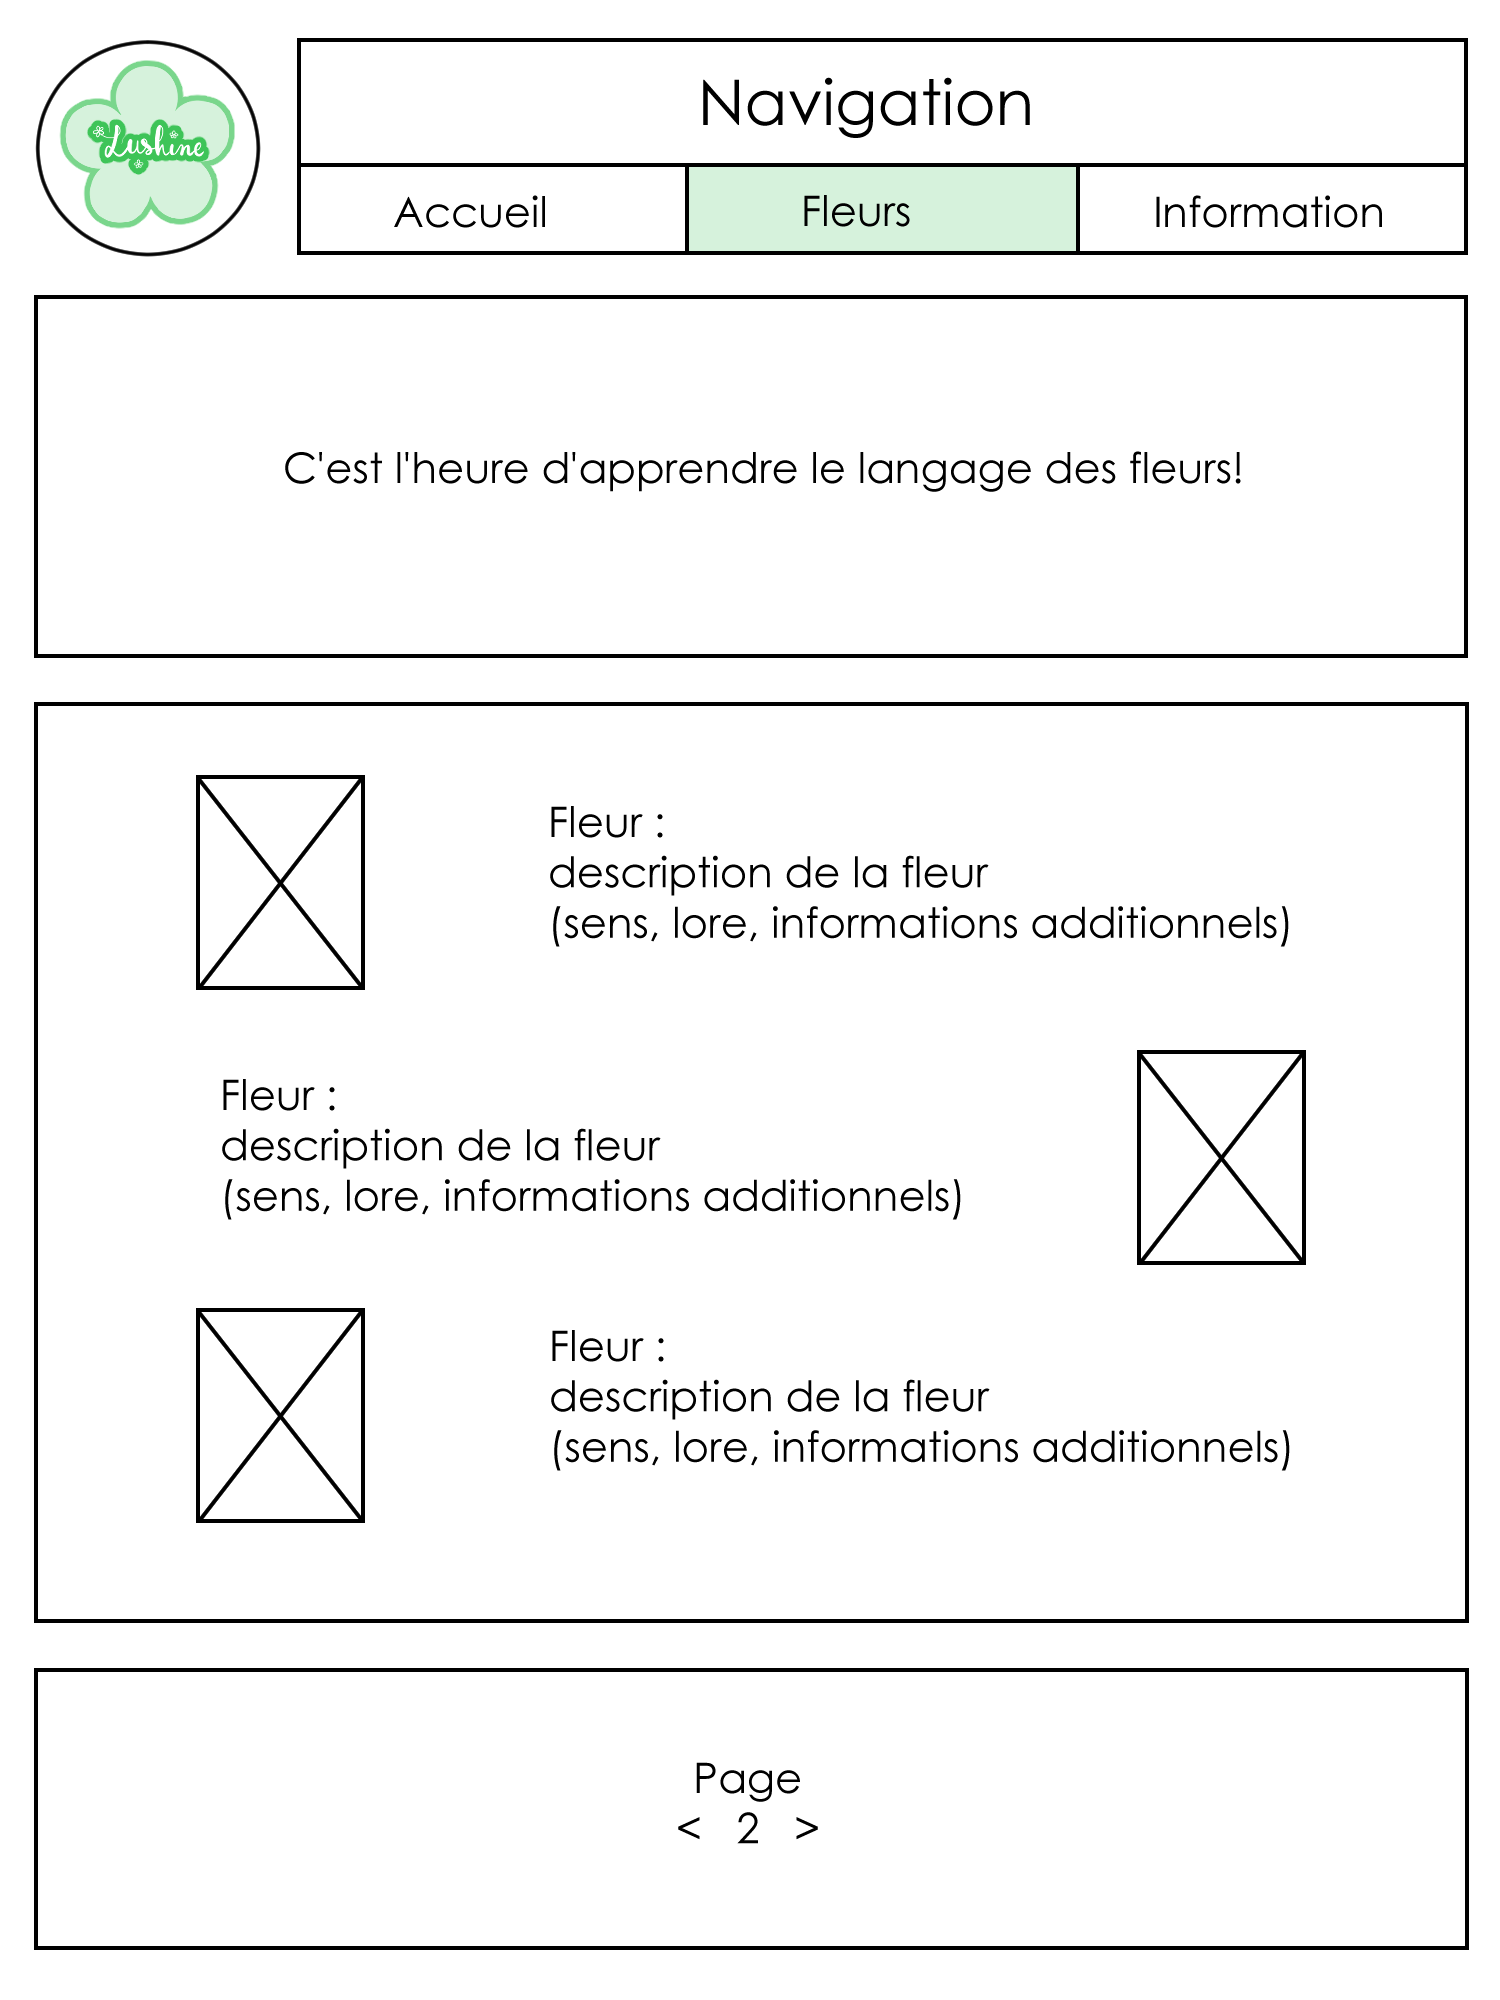 Lushine
Navigation
Accueil
Fleurs
Information
C'est l'heure d'apprendre le langage des fleurs!
Fleur :
description de la fleur
(sens, lore, informations additionnels)
Fleur :
description de la fleur
(sens, lore, informations additionnels)
Fleur :
description de la fleur
(sens, lore, informations additionnels)
Page
< 2 >